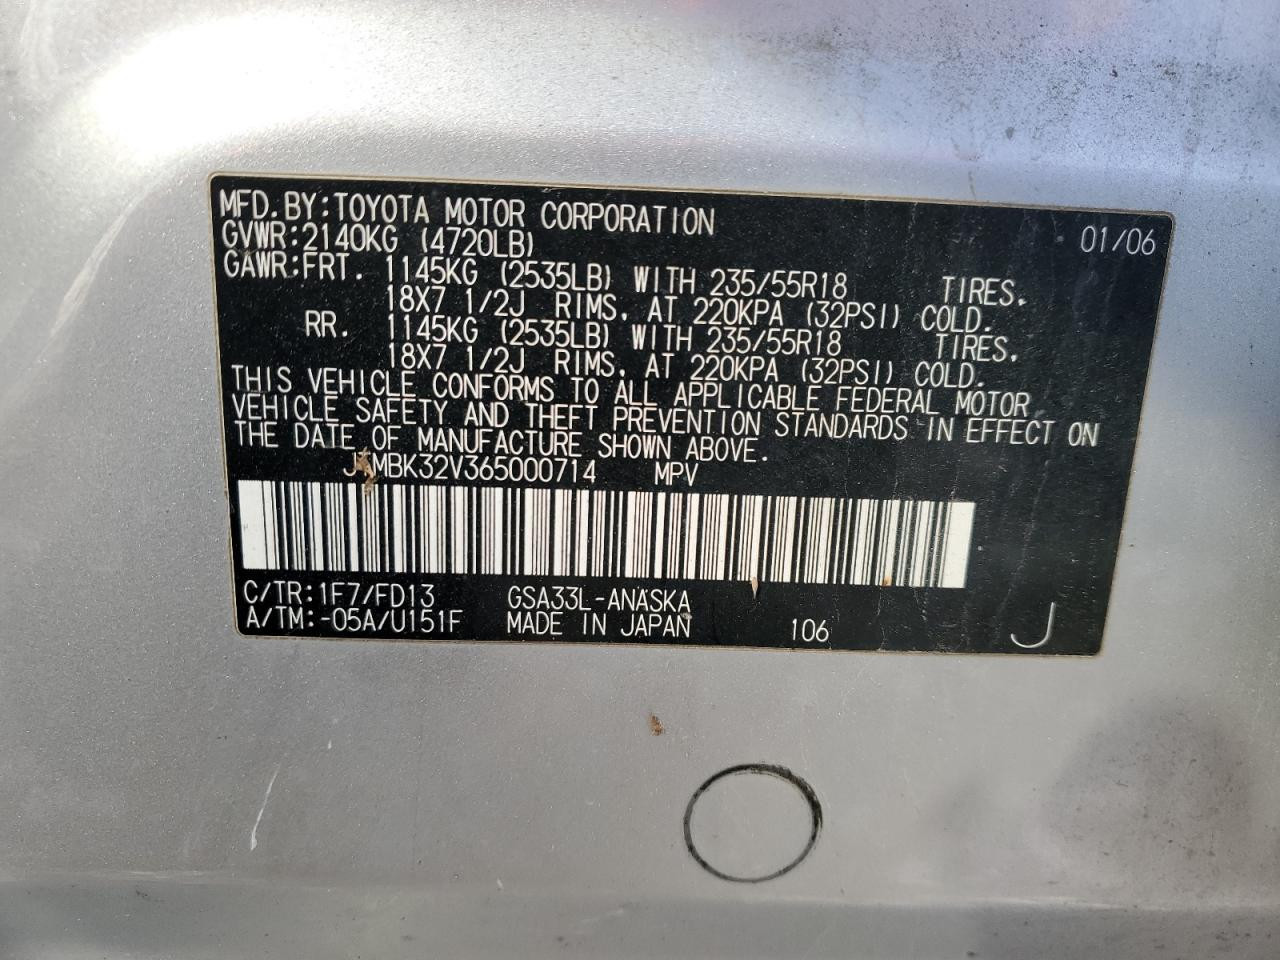 MFD.BY:TOYOTA MOTOR CORPORATION 01/06
GVWR:2140KG (4720LB)
GAWR:FRT. 1145KG (2535LB) WITH 235/55R18 TIRES,
18X7 1/2J RIMS, AT 220KPA (32PSI) COLD.
RR. 1145KG (2535LB) WITH 235/55R18 TIRES,
18X7 1/2J RIMS, AT 220KPA (32PSI) COLD.
THIS VEHICLE CONFORMS TO ALL APPLICABLE FEDERAL MOTOR
VEHICLE SAFETY AND THEFT PREVENTION STANDARDS IN EFFECT ON
THE DATE OF MANUFACTURE SHOWN ABOVE.
MPV
C/TR:1F7/FD13 GSA33L-ANASKA
A/TM:-05A/U151F MADE IN JAPAN 106 J